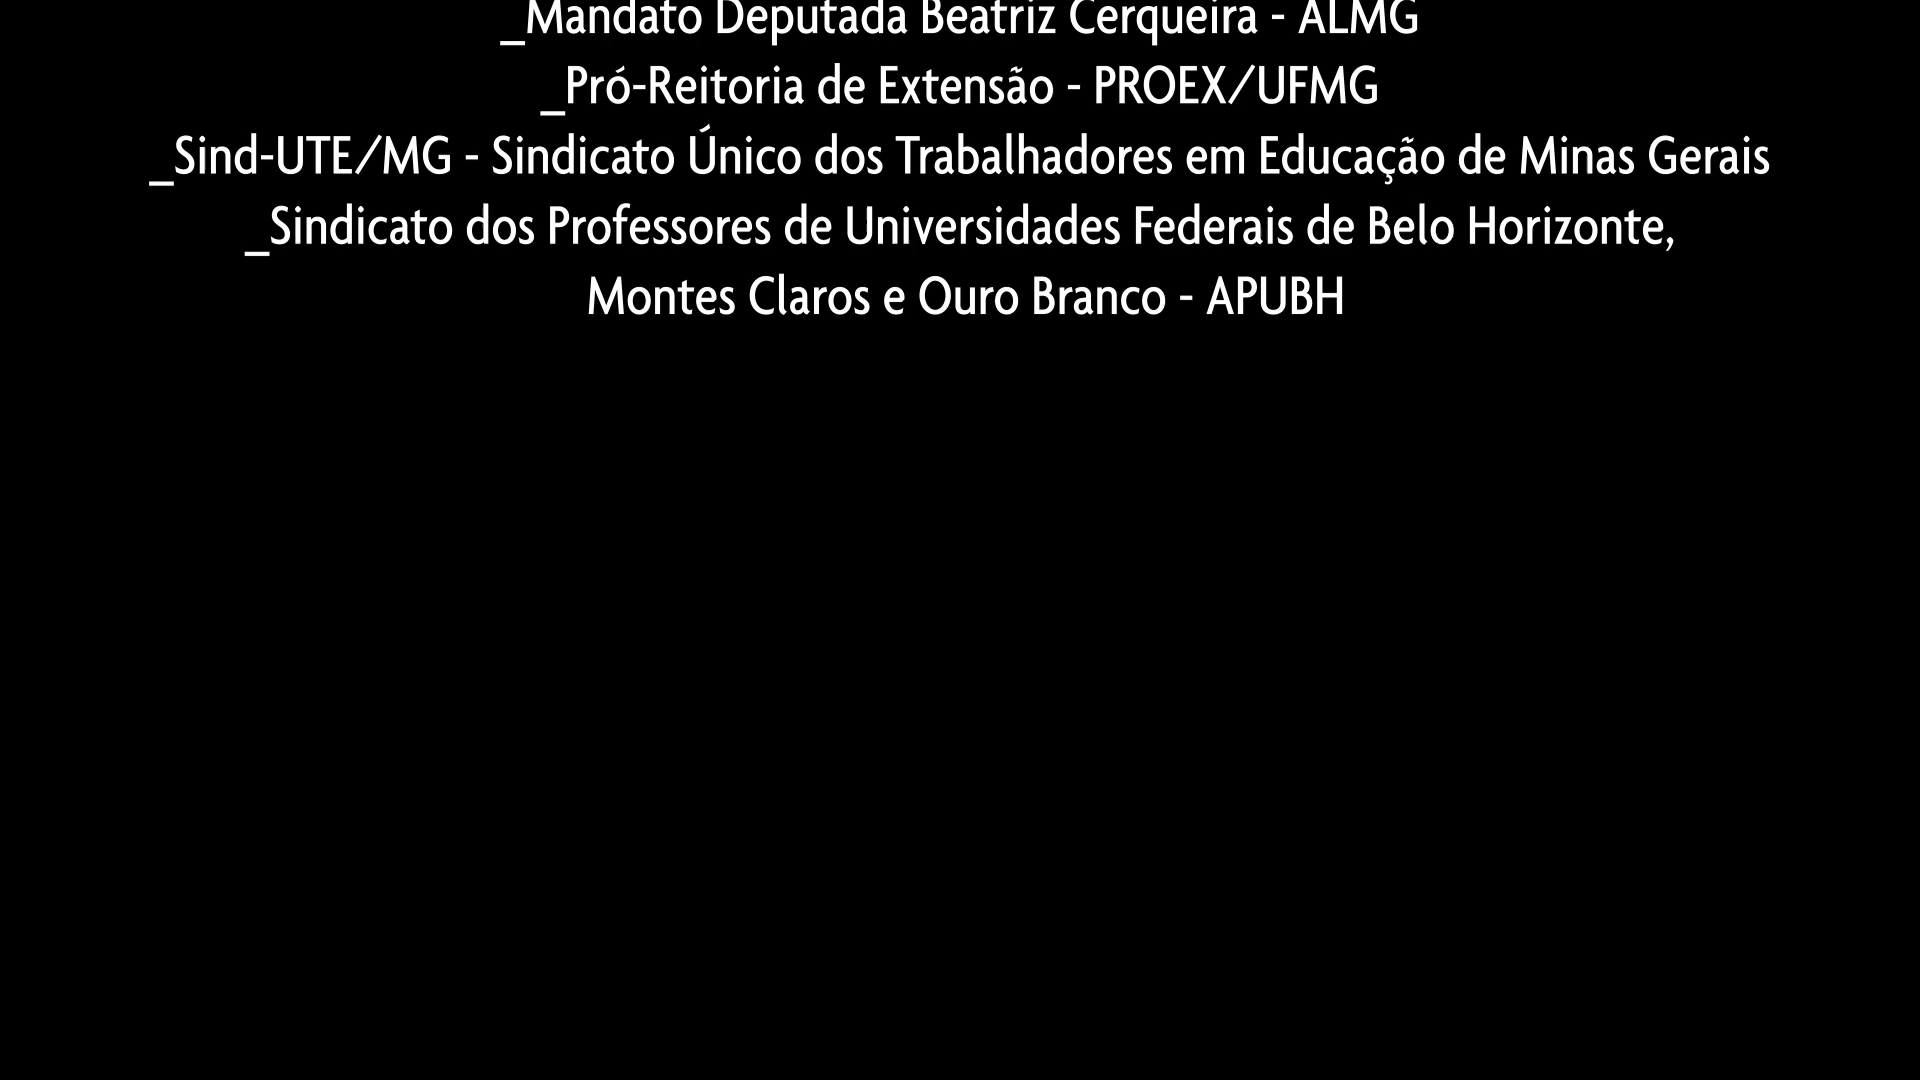 _Mandato Deputada Beatriz Cerqueira - ALMG
_Pró-Reitoria de Extensão - PROEX/UFMG
_Sind-UTE/MG - Sindicato Único dos Trabalhadores em Educação de Minas Gerais
_Sindicato dos Professores de Universidades Federais de Belo Horizonte,
Montes Claros e Ouro Branco - APUBH